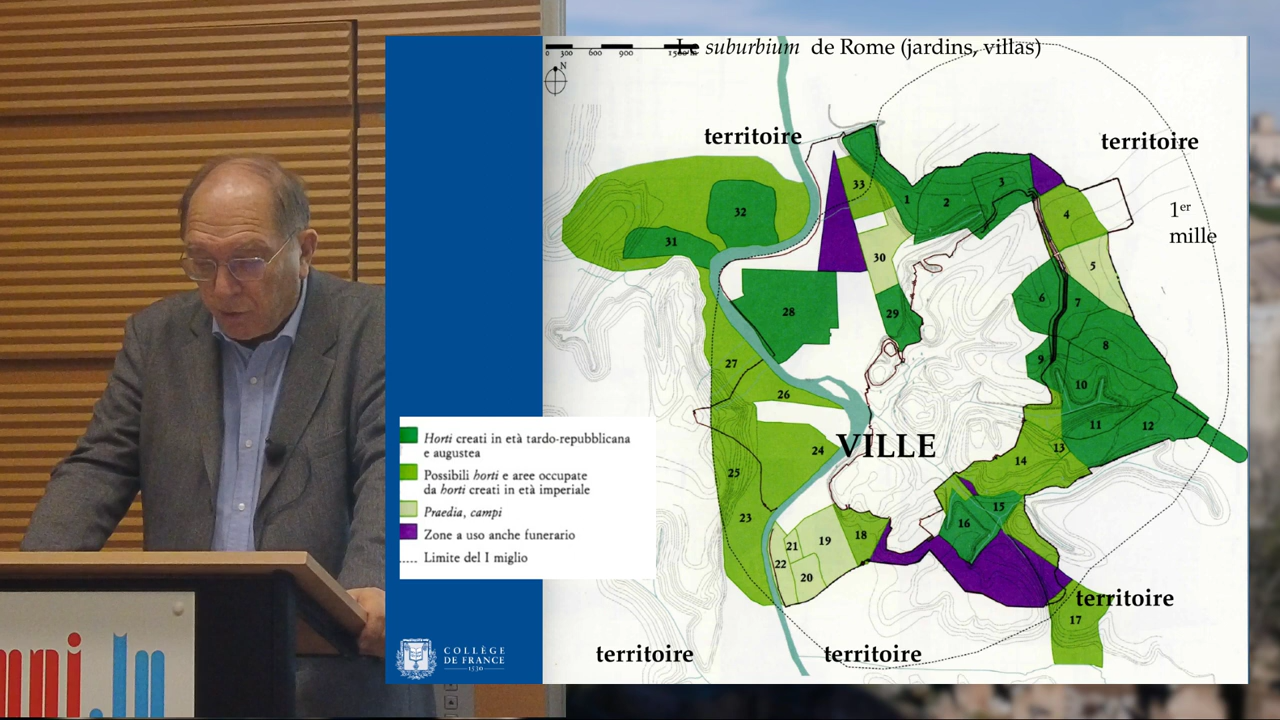 Le suburbium de Rome (jardins, villas)
0 300 600 900
N
territoire
territoire
1er
mille
33
1
2
3
4
32
31
30
5
28
29
6
7
8
27
9
10
26
11
12
VILLE
24
13
14
25
15
16
23
18
19
21
22
20
17
Horti creati in età tardo-repubblicana
e augustea
Possibili horti e aree occupate
da horti creati in età imperiale
Praedia, campi
Zone a uso anche funerario
Limite del I miglio
territoire
territoire
territoire
COLLÈGE
DE FRANCE
1530